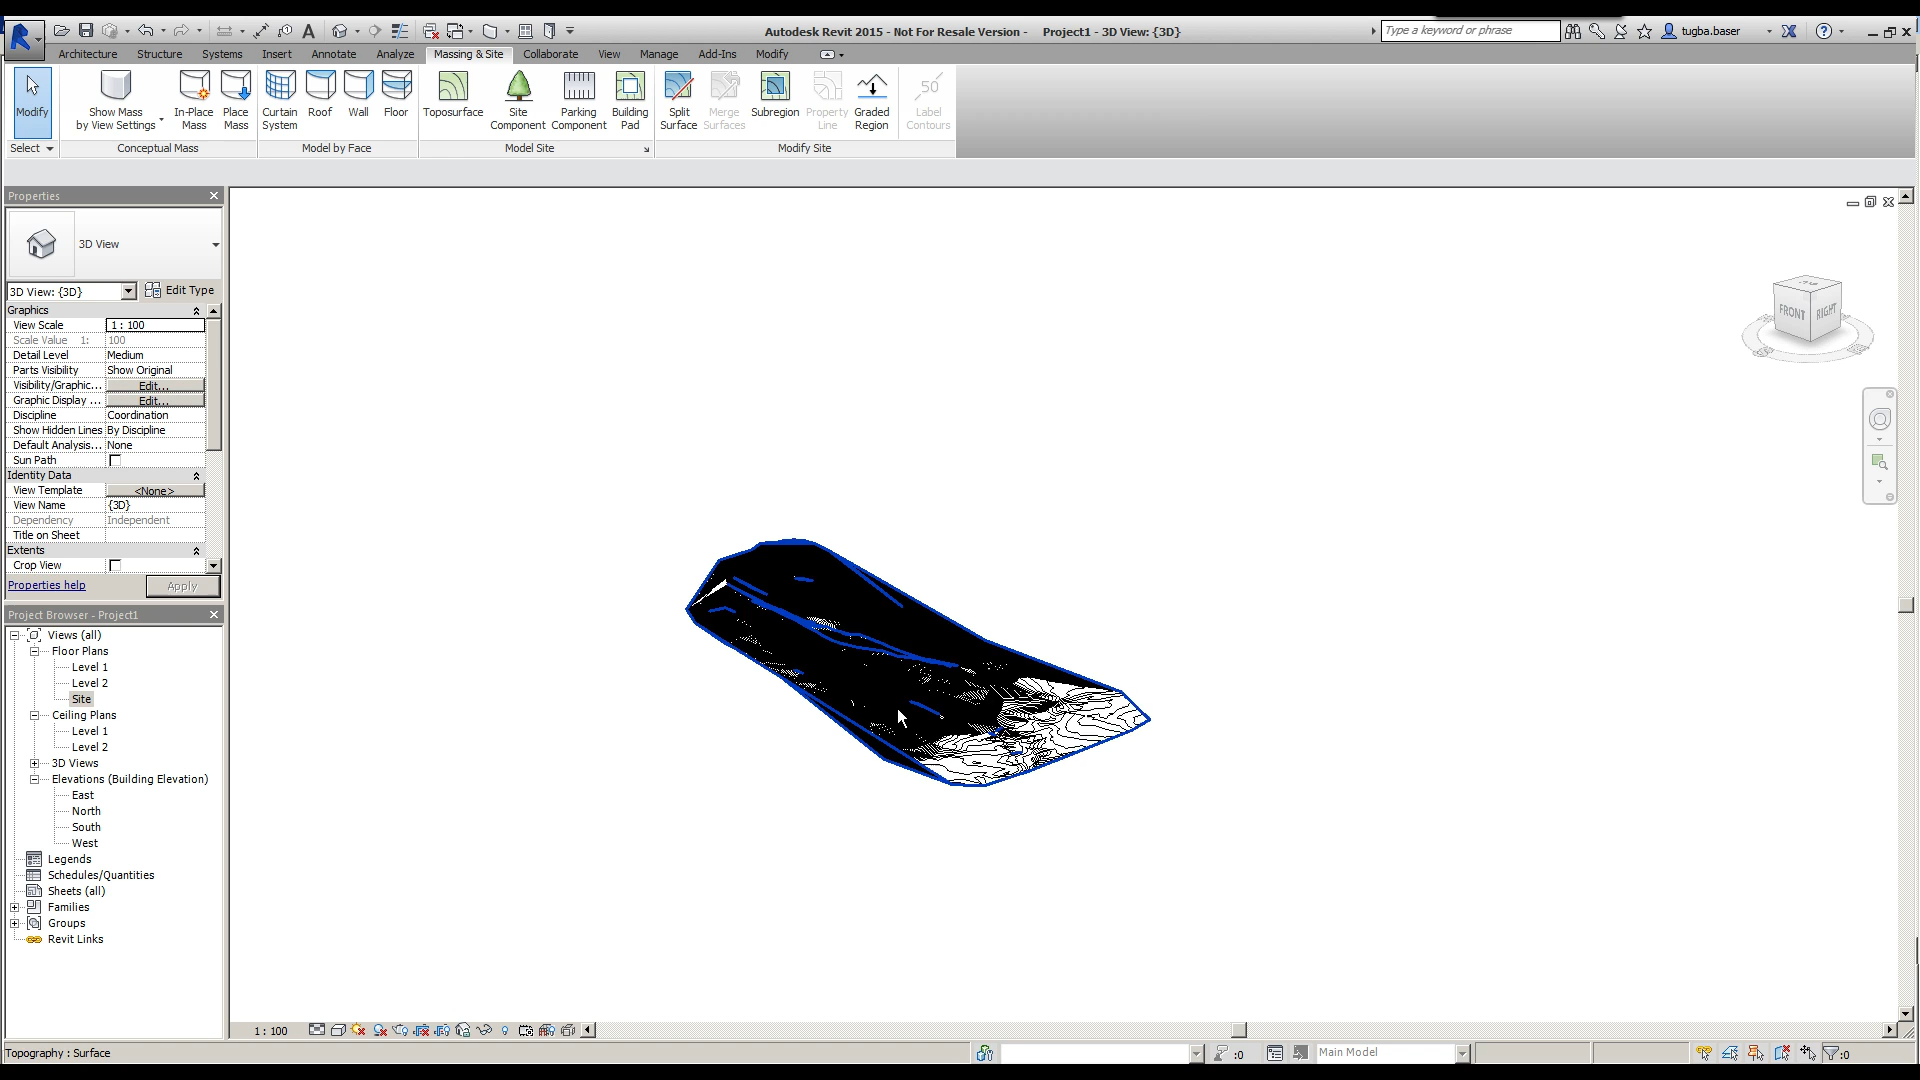 Autodesk Revit 2015 - Not For Resale Version - Project1 - 3D View: {3D}
Type a keyword or phrase
tugba.baser
Architecture Structure Systems Insert Annotate Analyze Massing & Site Collaborate View Manage Add-Ins Modify
Modify
Show Mass
by View Settings
In-Place
Mass
Place
Mass
Curtain
System
Roof
Wall
Floor
Toposurface
Site
Component
Parking
Component
Building
Pad
Split
Surface
Merge
Surfaces
Subregion
Property
Line
Graded
Region
50
Label
Contours
Select
Conceptual Mass
Model by Face
Model Site
Modify Site
Properties
3D View
3D View: {3D}
Edit Type
Graphics
View Scale 1 : 100
Scale Value 1: 100
Detail Level Medium
Parts Visibility Show Original
Visibility/Graphic... Edit...
Graphic Display ... Edit...
Discipline Coordination
Show Hidden Lines By Discipline
Default Analysis... None
Sun Path
Identity Data
View Template <None>
View Name {3D}
Dependency Independent
Title on Sheet
Extents
Crop View
Properties help
Apply
Project Browser - Project1
Views (all)
Floor Plans
Level 1
Level 2
Site
Ceiling Plans
Level 1
Level 2
3D Views
Elevations (Building Elevation)
East
North
South
West
Legends
Schedules/Quantities
Sheets (all)
Families
Groups
Revit Links
FRONT
RIGHT
1 : 100
Topography : Surface
:0
Main Model
:0